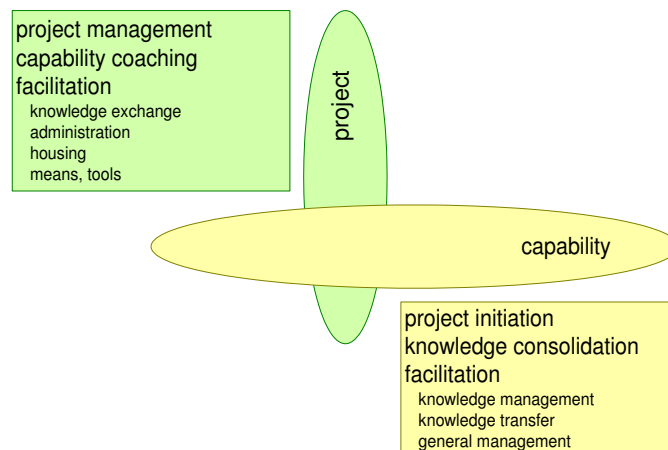 project management
capability coaching
facilitation
knowledge exchange
administration
housing
means, tools
project
capability
project initiation
knowledge consolidation
facilitation
knowledge management
knowledge transfer
general management